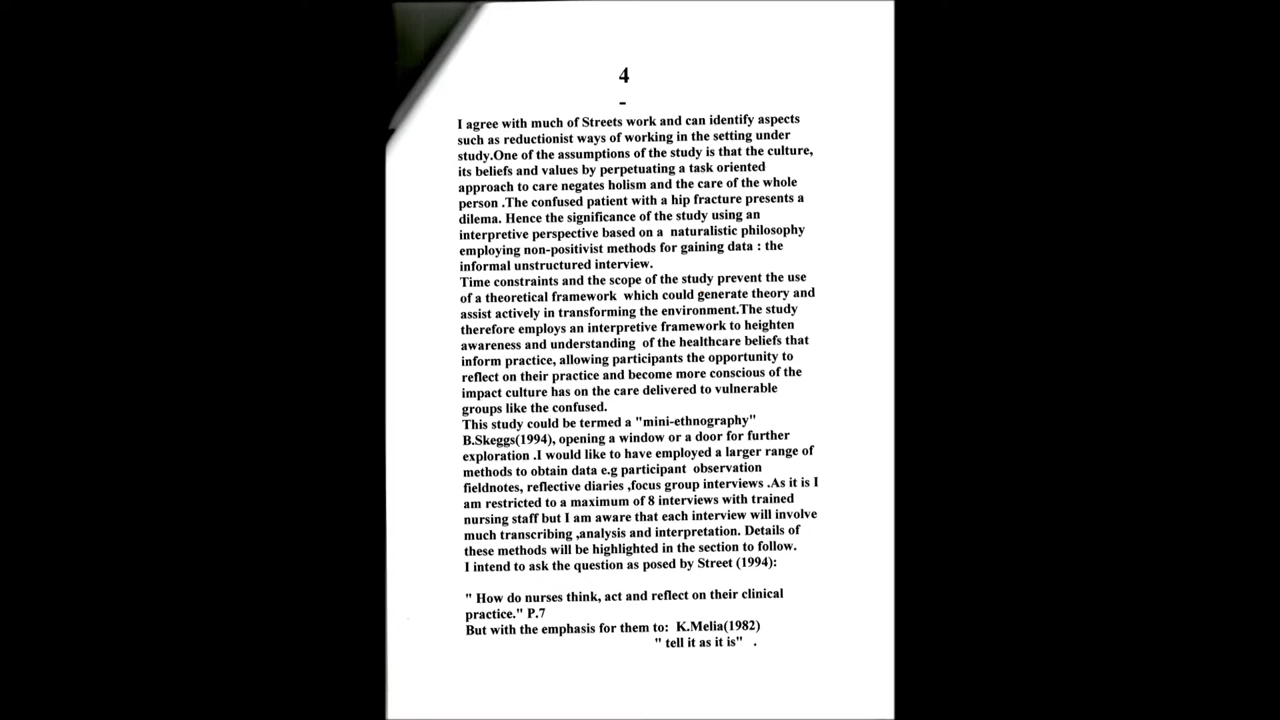 4
-
I agree with much of Streets work and can identify aspects
such as reductionist ways of working in the setting under
study.One of the assumptions of the study is that the culture,
its beliefs and values by perpetuating a task oriented
approach to care negates holism and the care of the whole
person .The confused patient with a hip fracture presents a
dilema. Hence the significance of the study using an
interpretive perspective based on a naturalistic philosophy
employing non-positivist methods for gaining data : the
informal unstructured interview.
Time constraints and the scope of the study prevent the use
of a theoretical framework which could generate theory and
assist actively in transforming the environment.The study
therefore employs an interpretive framework to heighten
awareness and understanding of the healthcare beliefs that
inform practice, allowing participants the opportunity to
reflect on their practice and become more conscious of the
impact culture has on the care delivered to vulnerable
groups like the confused.
This study could be termed a "mini-ethnography"
B.Skeggs(1994), opening a window or a door for further
exploration .I would like to have employed a larger range of
methods to obtain data e.g participant observation
fieldnotes, reflective diaries ,focus group interviews .As it is I
am restricted to a maximum of 8 interviews with trained
nursing staff but I am aware that each interview will involve
much transcribing ,analysis and interpretation. Details of
these methods will be highlighted in the section to follow.
I intend to ask the question as posed by Street (1994):
" How do nurses think, act and reflect on their clinical
practice." P.7
But with the emphasis for them to: K.Melia(1982)
" tell it as it is" .